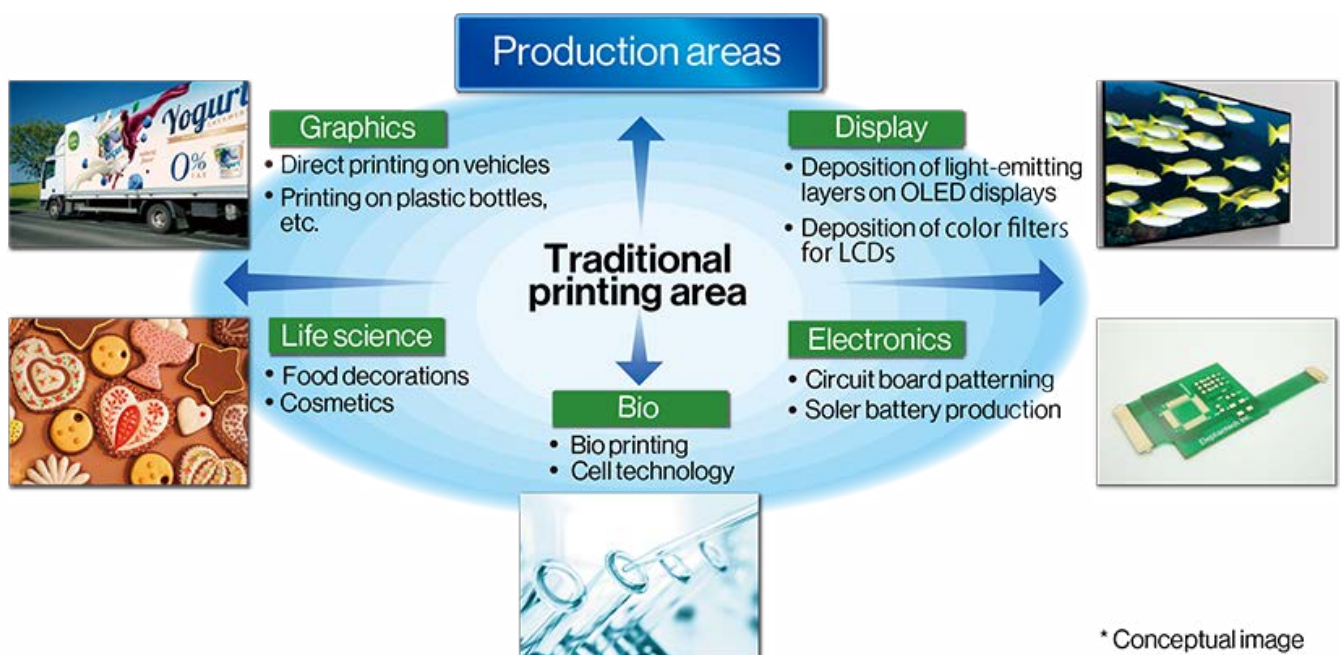 Production areas
Yogurt
0%
FAT
Graphics
• Direct printing on vehicles
• Printing on plastic bottles,
etc.
Display
• Deposition of light-emitting
layers on OLED displays
• Deposition of color filters
for LCDs
Traditional
printing area
Life science
• Food decorations
• Cosmetics
Electronics
• Circuit board patterning
• Soler battery production
Bio
• Bio printing
• Cell technology
* Conceptual image